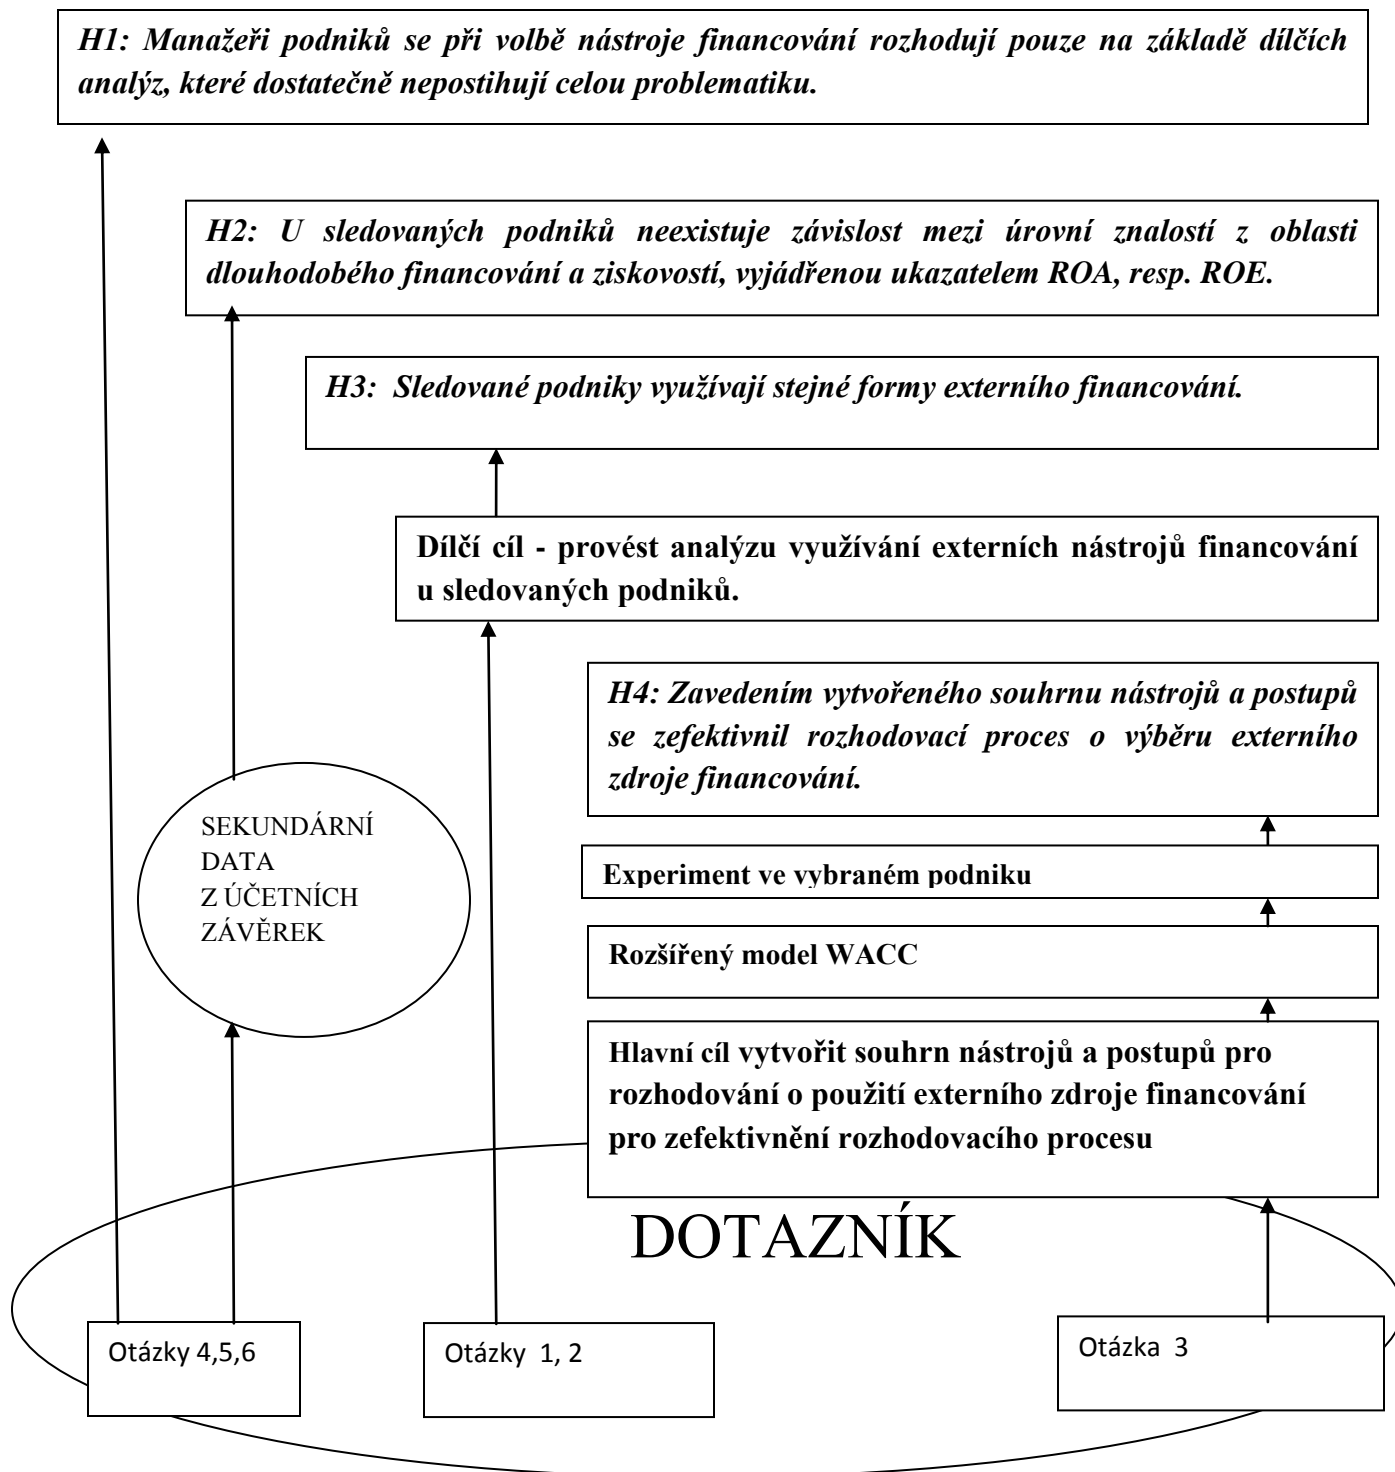 H1: Manažeři podniků se při volbě nástroje financování rozhodují pouze na základě dílčích
analýz, které dostatečně nepostihují celou problematiku.
H2: U sledovaných podniků neexistuje závislost mezi úrovní znalostí z oblasti
dlouhodobého financování a ziskovostí, vyjádřenou ukazatelem ROA, resp. ROE.
H3: Sledované podniky využívají stejné formy externího financování.
Dílčí cíl - provést analýzu využívání externích nástrojů financování
u sledovaných podniků.
H4: Zavedením vytvořeného souhrnu nástrojů a postupů
se zefektivnil rozhodovací proces o výběru externího
zdroje financování.
SEKUNDÁRNÍ
DATA
Z ÚČETNÍCH
ZÁVĚREK
Experiment ve vybraném podniku
Rozšířený model WACC
Hlavní cíl vytvořit souhrn nástrojů a postupů pro
rozhodování o použití externího zdroje financování
pro zefektivnění rozhodovacího procesu
DOTAZNÍK
Otázky 4,5,6
Otázky 1, 2
Otázka 3